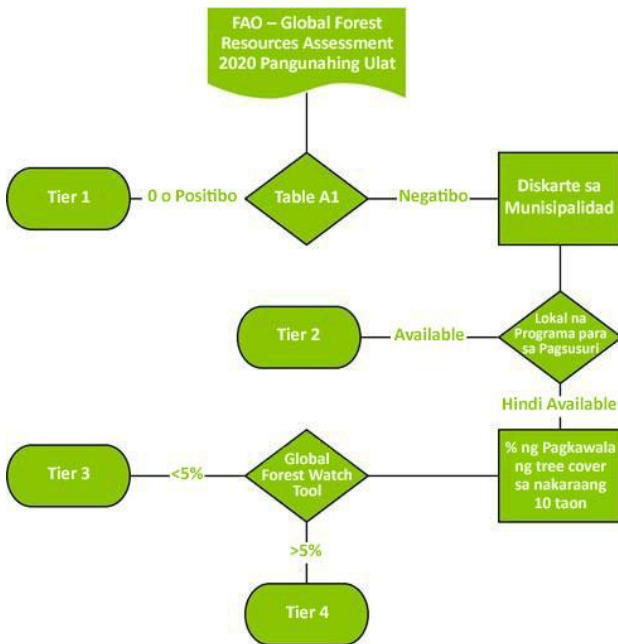 FAO – Global Forest
Resources Assessment
2020 Pangunahing Ulat
Tier 1
0 o Positibo
Table A1
Negatibo
Diskarte sa
Munisipalidad
Tier 2
Available
Lokal na
Programa para
sa Pagsusuri
Hindi Available
Tier 3
<5%
Global
Forest Watch
Tool
% ng Pagkawala
ng tree cover
sa nakaraang
10 taon
>5%
Tier 4